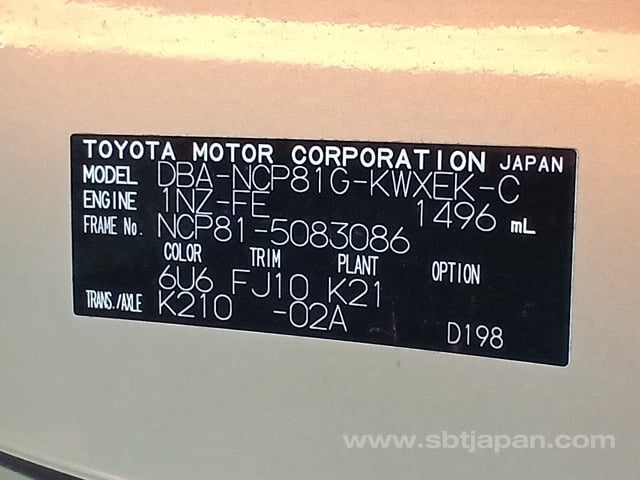 TOYOTA MOTOR CORPORATION JAPAN
MODEL DBA-NCP81G-KWXEK-C
ENGINE 1NZ-FE 1496 mL
FRAME No. NCP81-5083086
COLOR TRIM PLANT OPTION
6U6 FJ10 K21
TRANS./AXLE K210 -02A
D198
www.sbtjapan.com